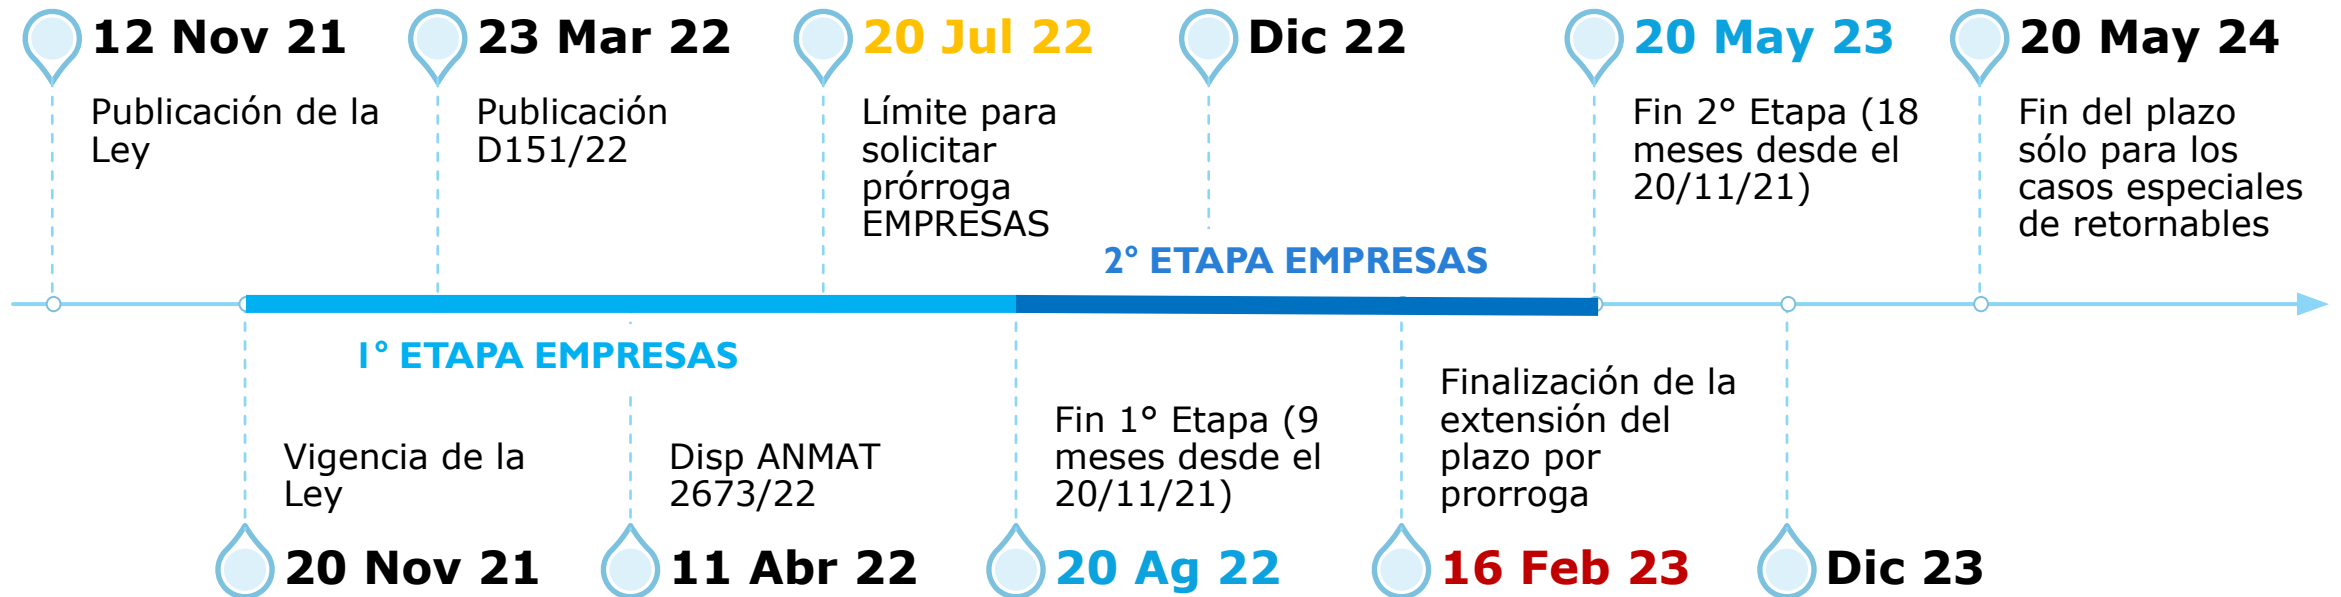 12 Nov 21
Publicación de la
Ley
23 Mar 22
Publicación
D151/22
20 Jul 22
Límite para
solicitar
prórroga
EMPRESAS
Dic 22
20 May 23
Fin 2° Etapa (18
meses desde el
20/11/21)
20 May 24
Fin del plazo
sólo para los
casos especiales
de retornables
2° ETAPA EMPRESAS
1° ETAPA EMPRESAS
Vigencia de la
Ley
20 Nov 21
Disp ANMAT
2673/22
11 Abr 22
Fin 1° Etapa (9
meses desde el
20/11/21)
20 Ag 22
Finalización de la
extensión del
plazo por
prorroga
16 Feb 23
Dic 23